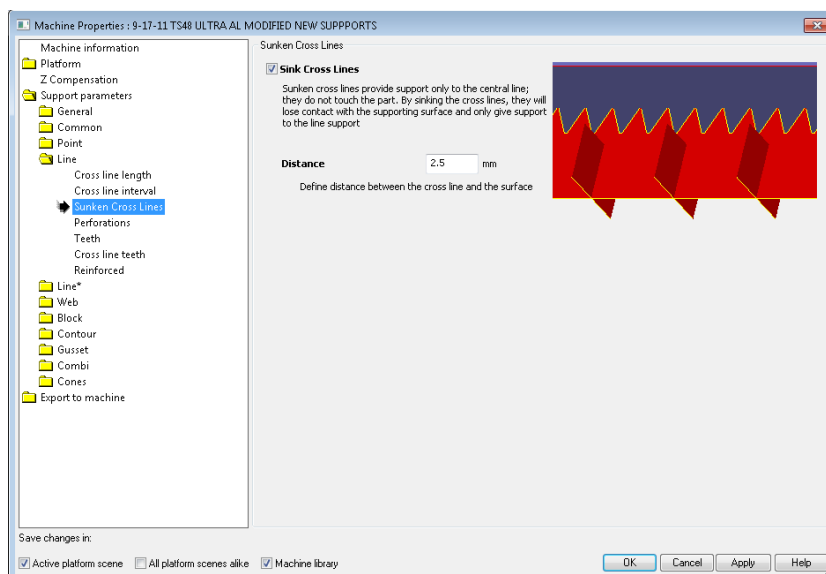 Machine Properties : 9-17-11 TS48 ULTRA AL MODIFIED NEW SUPPPORTS
Machine information
Platform
Z Compensation
Support parameters
General
Common
Point
Line
Cross line length
Cross line interval
Sunken Cross Lines
Perforations
Teeth
Cross line teeth
Reinforced
Line*
Web
Block
Contour
Gusset
Combi
Cones
Export to machine
Sunken Cross Lines
Sink Cross Lines
Sunken cross lines provide support only to the central line;
they do not touch the part. By sinking the cross lines, they will
lose contact with the supporting surface and only give support
to the line support
Distance 2.5 mm
Define distance between the cross line and the surface
Save changes in:
Active platform scene All platform scenes alike Machine library
OK Cancel Apply Help